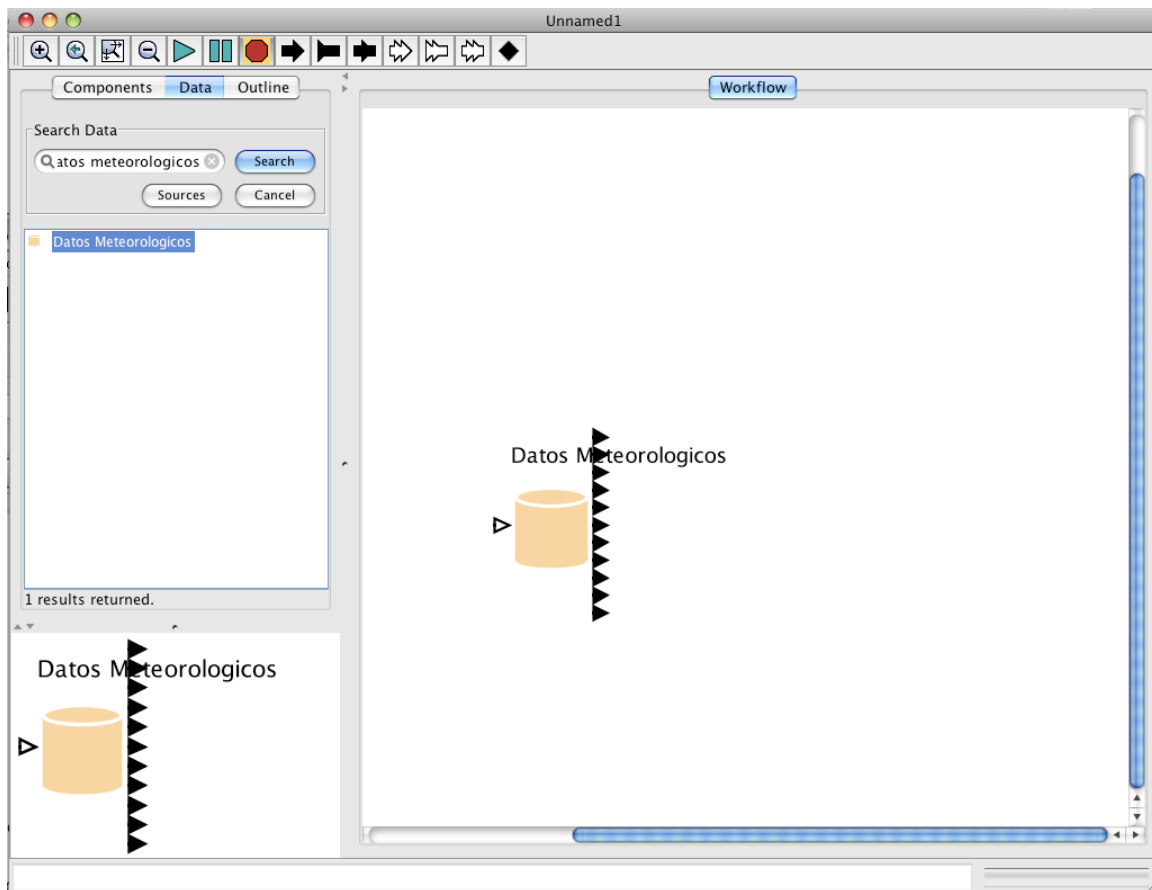 Unnamed1
Components Data Outline
Workflow
Search Data
atos meteorologicos Search
Sources Cancel
Datos Meteorologicos
Datos Meteorologicos
1 results returned.
Datos Meteorologicos